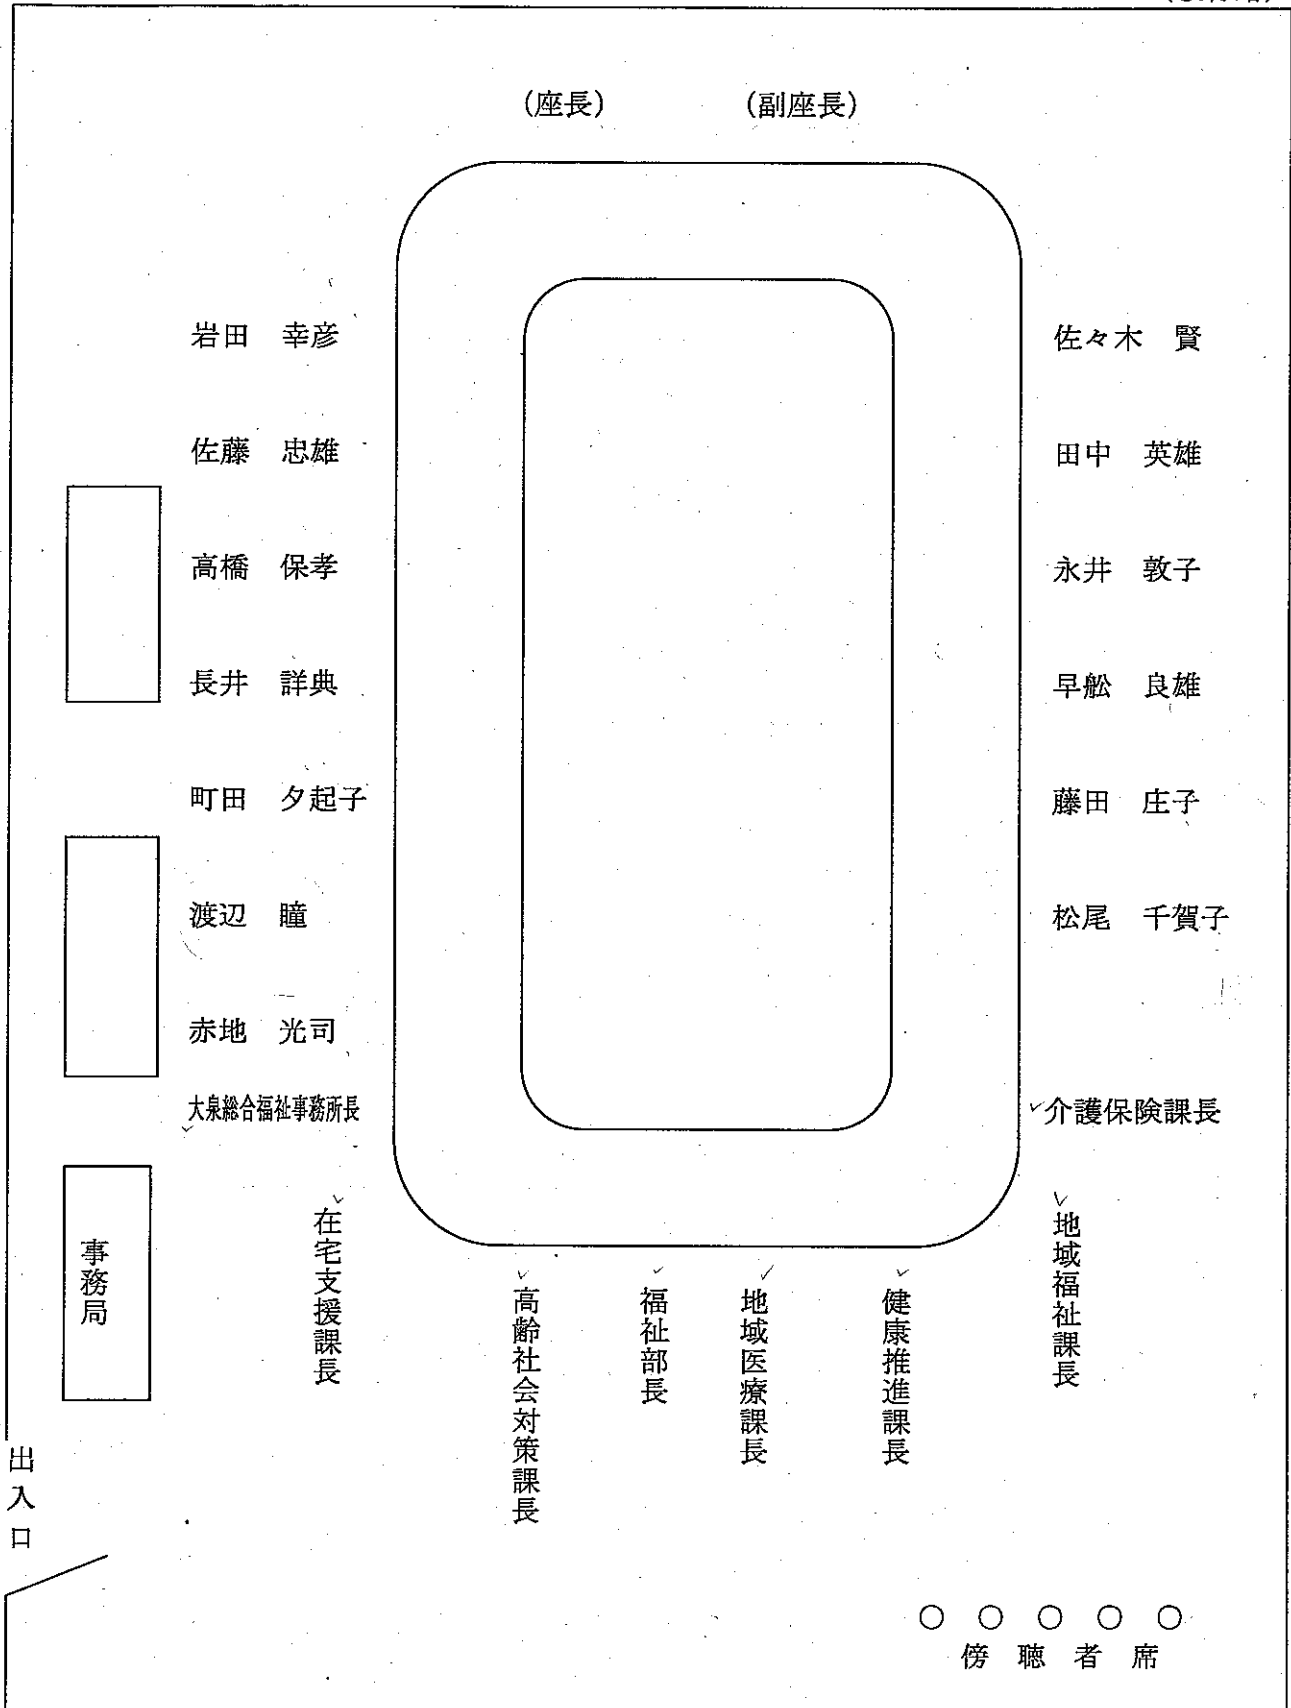 (座長)
(副座長)
岩田 幸彦
佐々木 賢
佐藤 忠雄
田中 英雄
高橋 保孝
永井 敦子
長井 詳典
早舩 良雄
町田 夕起子
藤田 庄子
渡辺 瞳
松尾 千賀子
赤地 光司
大泉総合福祉事務所長
介護保険課長
事務局
在宅支援課長
高齢社会対策課長
福祉部長
地域医療課長
健康推進課長
地域福祉課長
出入口
傍聴者席